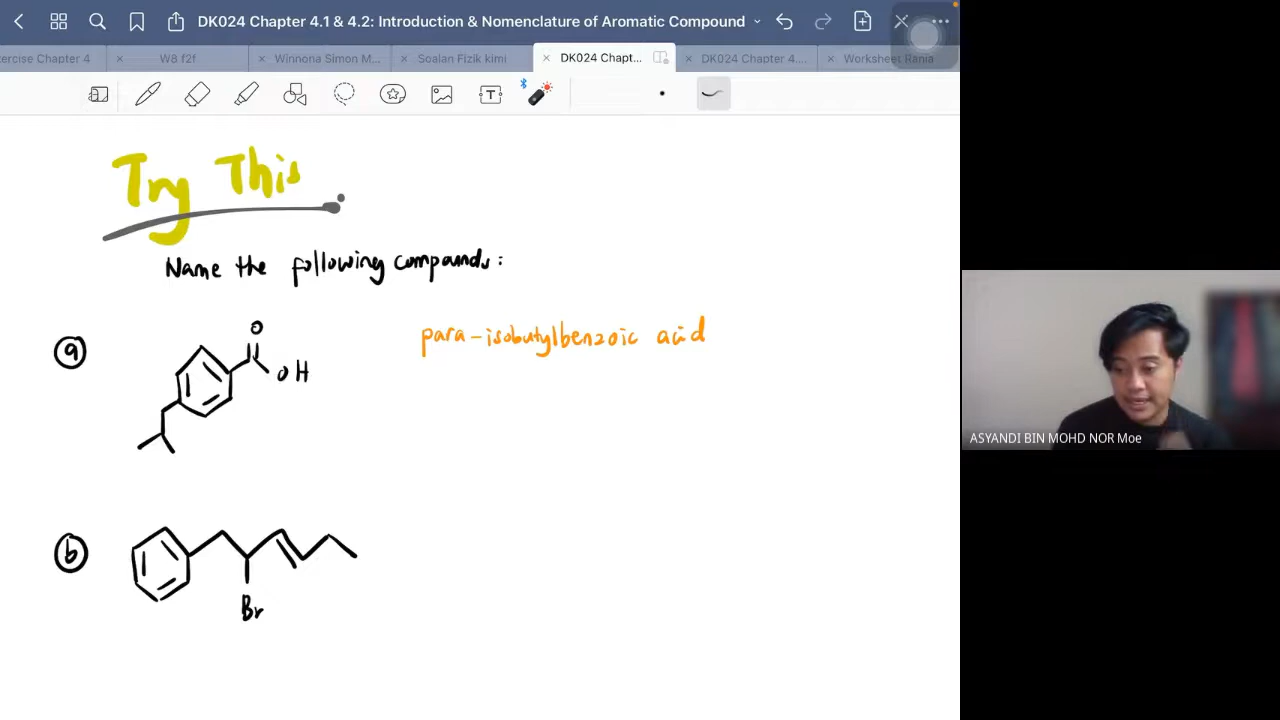 DK024 Chapter 4.1 & 4.2: Introduction & Nomenclature of Aromatic Compound
ercise Chapter 4
W8 f2f
Winnona Simon M...
Soalan Fizik kimi
DK024 Chapt...
DK024 Chapter 4....
Worksheet Rania
T
Try This
Name the following compounds:
a
para-isobutylbenzoic acid
O
OH
b
Br
ASYANDI BIN MOHD NOR Moe